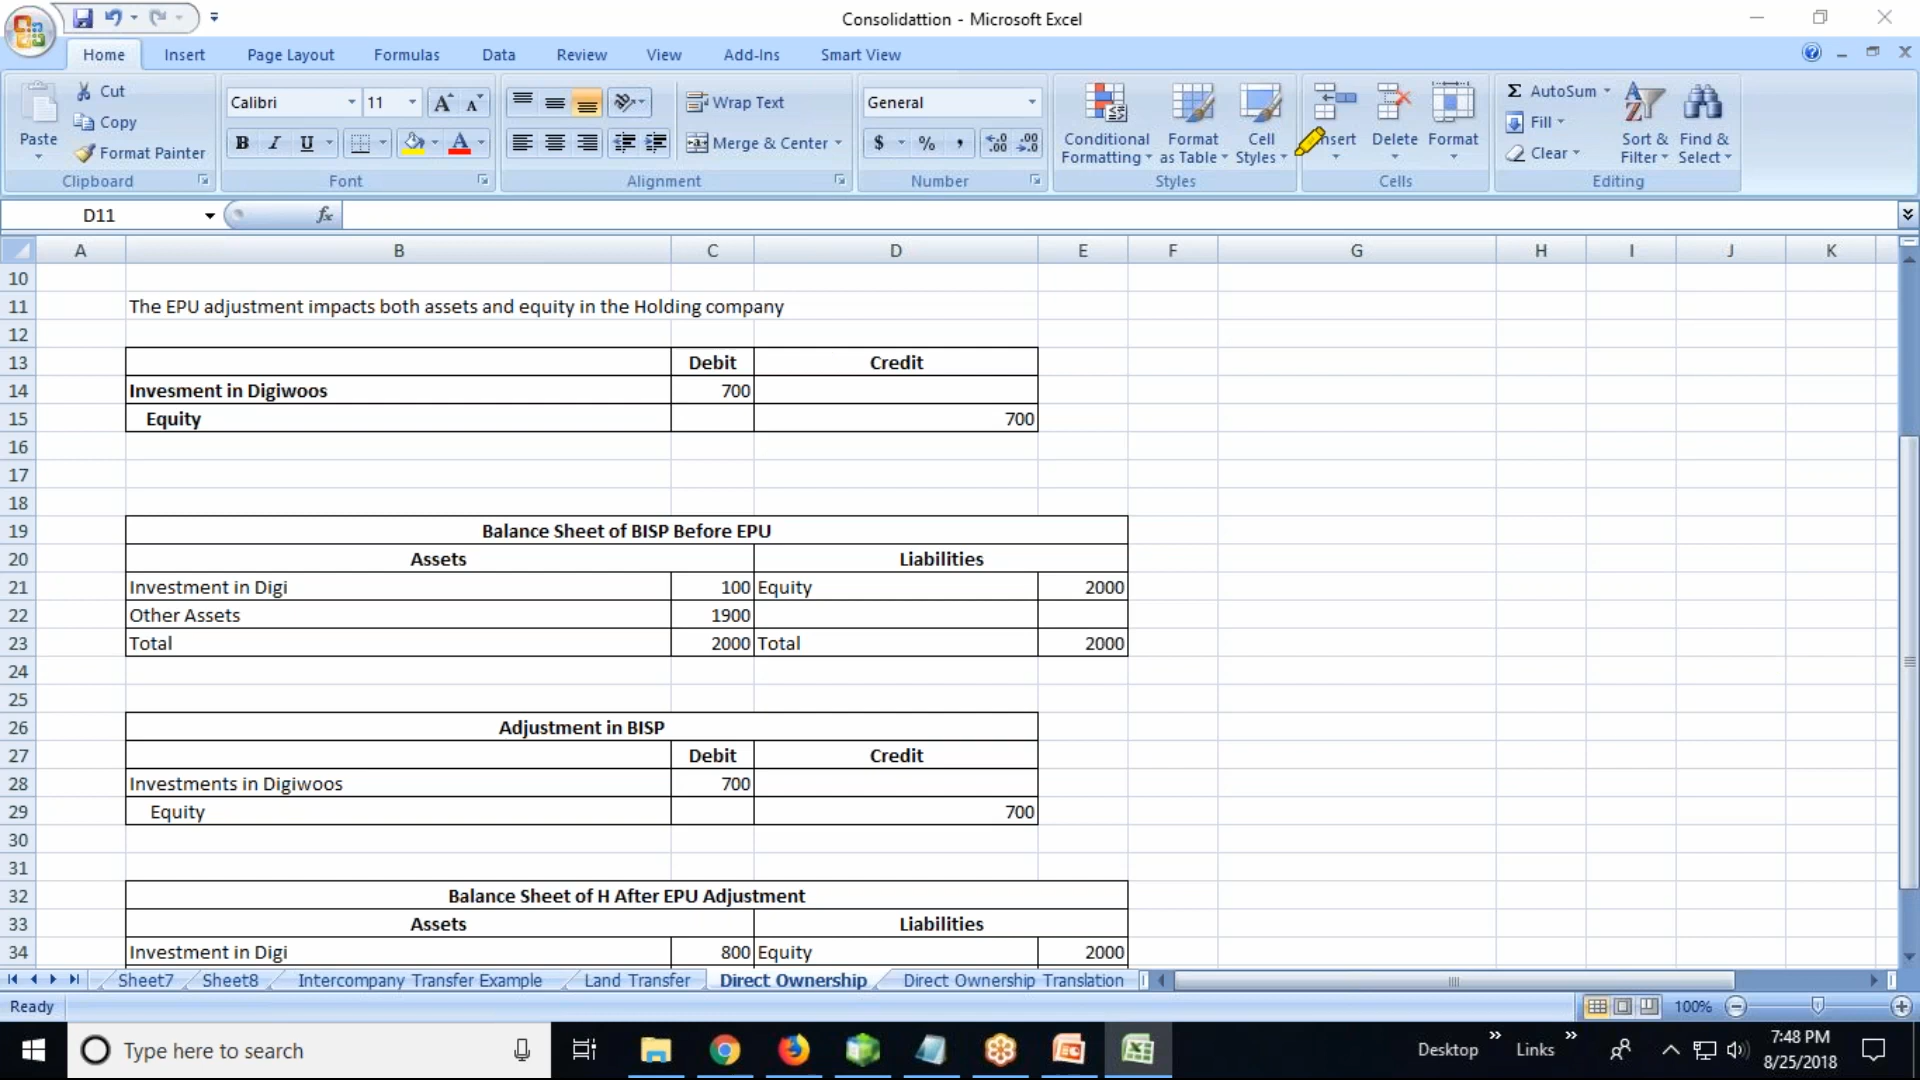 Consolidattion - Microsoft Excel
Home Insert Page Layout Formulas Data Review View Add-Ins Smart View
Paste
Cut
Copy
Format Painter
Clipboard
Calibri 11
B I U
Font
Wrap Text
Merge & Center
Alignment
General
$ % ,
Number
Conditional Formatting
Format as Table
Cell Styles
Styles
Delete
Format
Cells
Σ AutoSum
Fill
Clear
Sort & Filter
Find & Select
Editing
D11 fx
A B C D E F G H I J K
10
11 The EPU adjustment impacts both assets and equity in the Holding company
12
13 Debit Credit
14 Invesment in Digiwoos 700
15 Equity 700
16
17
18
19 Balance Sheet of BISP Before EPU
20 Assets Liabilities
21 Investment in Digi 100 Equity 2000
22 Other Assets 1900
23 Total 2000 Total 2000
24
25
26 Adjustment in BISP
27 Debit Credit
28 Investments in Digiwoos 700
29 Equity 700
30
31
32 Balance Sheet of H After EPU Adjustment
33 Assets Liabilities
34 Investment in Digi 800 Equity 2000
Sheet7 Sheet8 Intercompany Transfer Example Land Transfer Direct Ownership Direct Ownership Translation
Ready 100%
Type here to search
Desktop Links
7:48 PM
8/25/2018